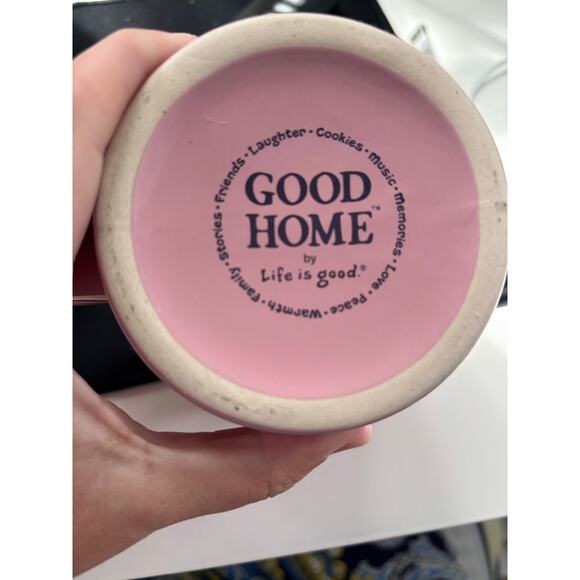 GOOD
HOME™
by
Life is good.®
Friends • Laughter • Cookies • Music • Memories • Love • Peace • Warmth • Family • Stories •